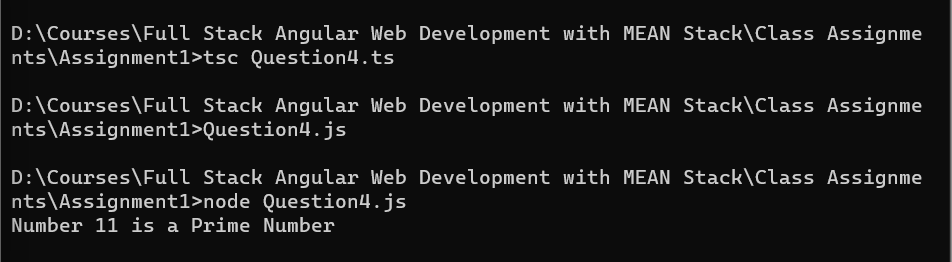 D:\Courses\Full Stack Angular Web Development with MEAN Stack\Class Assignme
nts\Assignment1>tsc Question4.ts
D:\Courses\Full Stack Angular Web Development with MEAN Stack\Class Assignme
nts\Assignment1>Question4.js
D:\Courses\Full Stack Angular Web Development with MEAN Stack\Class Assignme
nts\Assignment1>node Question4.js
Number 11 is a Prime Number